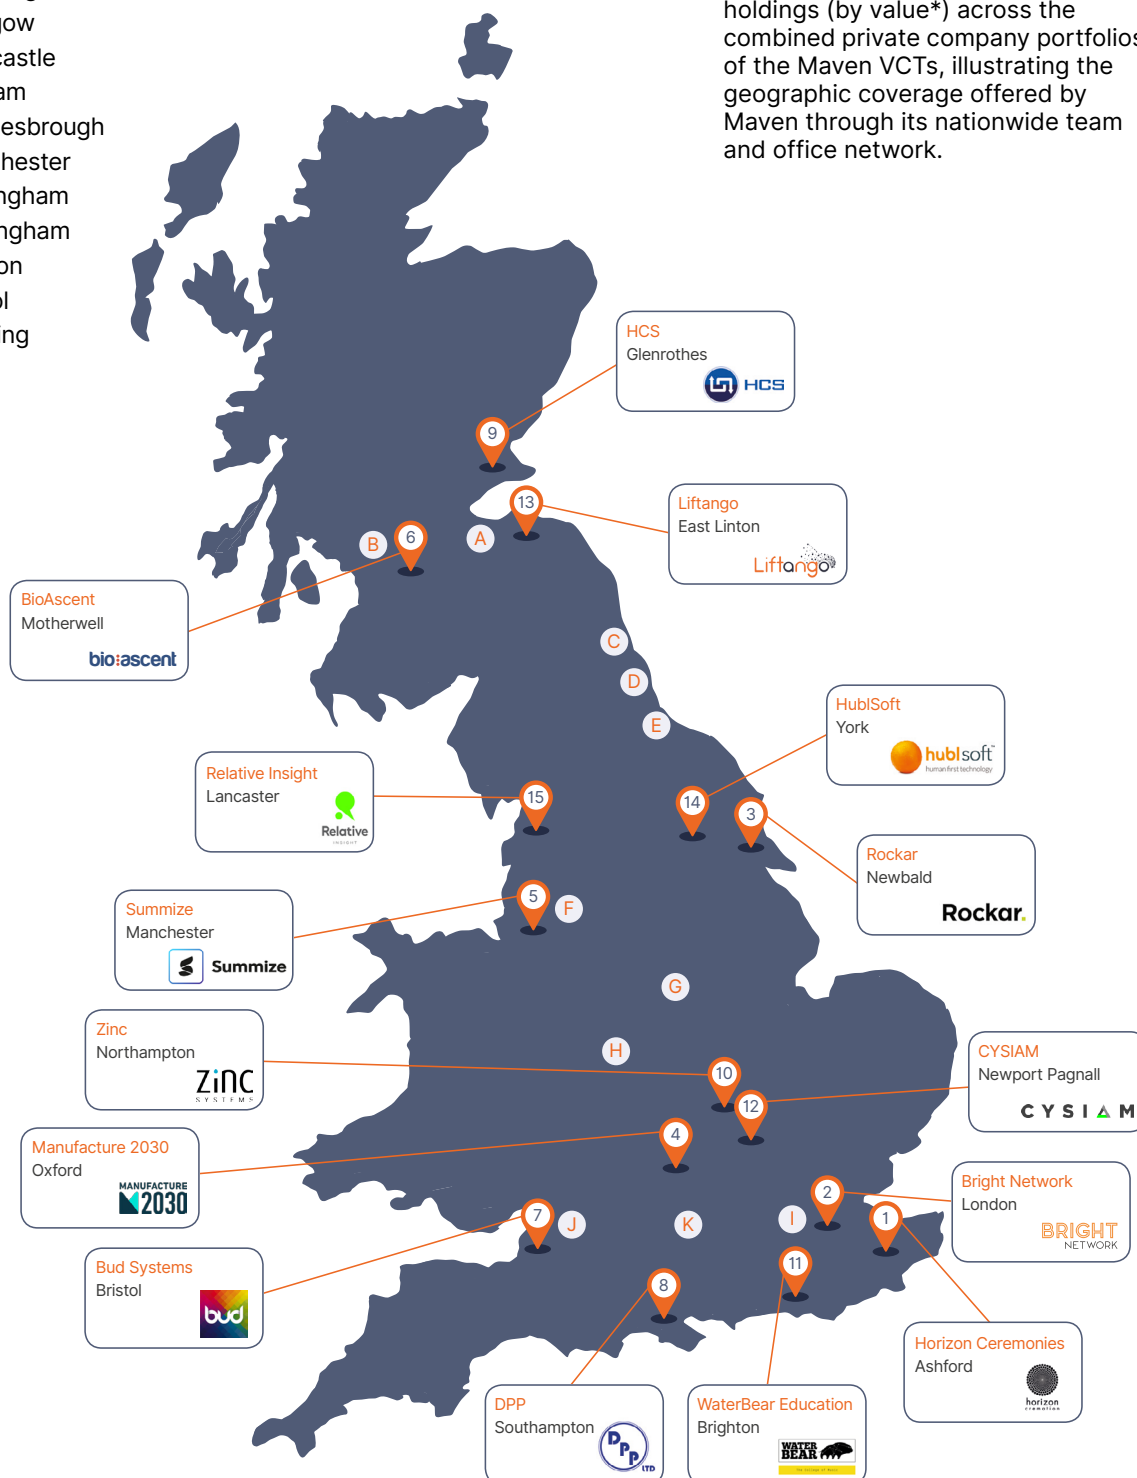 gow
castle
am
esbrough
hester
ngham
ngham
on
ol
ing
holdings (by value*) across the
combined private company portfolios
of the Maven VCTs, illustrating the
geographic coverage offered by
Maven through its nationwide team
and office network.
HCS
Glenrothes
HCS
9
13
Liftango
East Linton
Liftango
B
6
A
BioAscent
Motherwell
bio:ascent
C
D
E
HublSoft
York
hublsoft™
human first technology
Relative Insight
Lancaster
Relative
INSIGHT
15
14
3
Rockar
Newbald
Rockar.
Summize
Manchester
Summize
5
F
G
Zinc
Northampton
ZINC
SYSTEMS
H
10
12
CYSIAM
Newport Pagnall
CYSIAM
Manufacture 2030
Oxford
MANUFACTURE
2030
4
Bright Network
London
BRIGHT
NETWORK
2
1
7
J
K
I
Bud Systems
Bristol
bud
11
8
Horizon Ceremonies
Ashford
horizon
cremation
DPP
Southampton
DPP
LTD
WaterBear Education
Brighton
WATER
BEAR